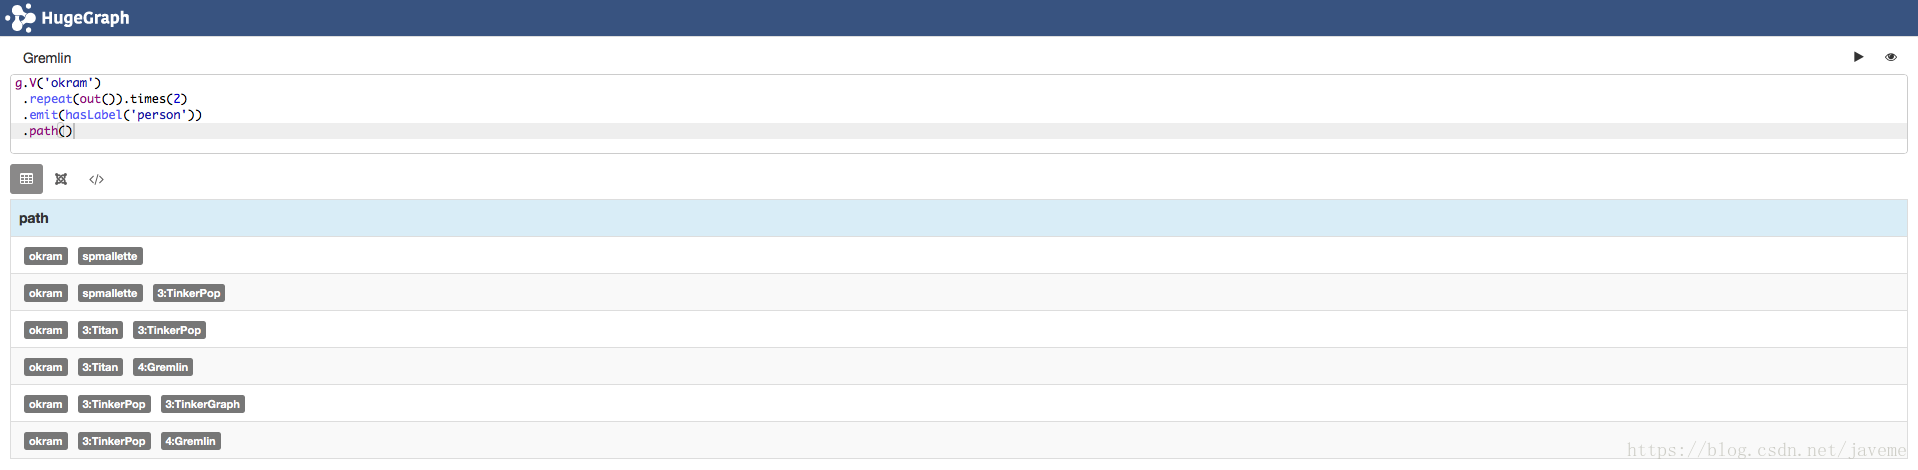 HugeGraph
Gremlin
g.V('okram')
.repeat(out()).times(2)
.emit(hasLabel('person'))
.path()
</>
path
okram spmallette
okram spmallette 3:TinkerPop
okram 3:Titan 3:TinkerPop
okram 3:Titan 4:Gremlin
okram 3:TinkerPop 3:TinkerGraph
okram 3:TinkerPop 4:Gremlin
https://blog.csdn.net/javeme